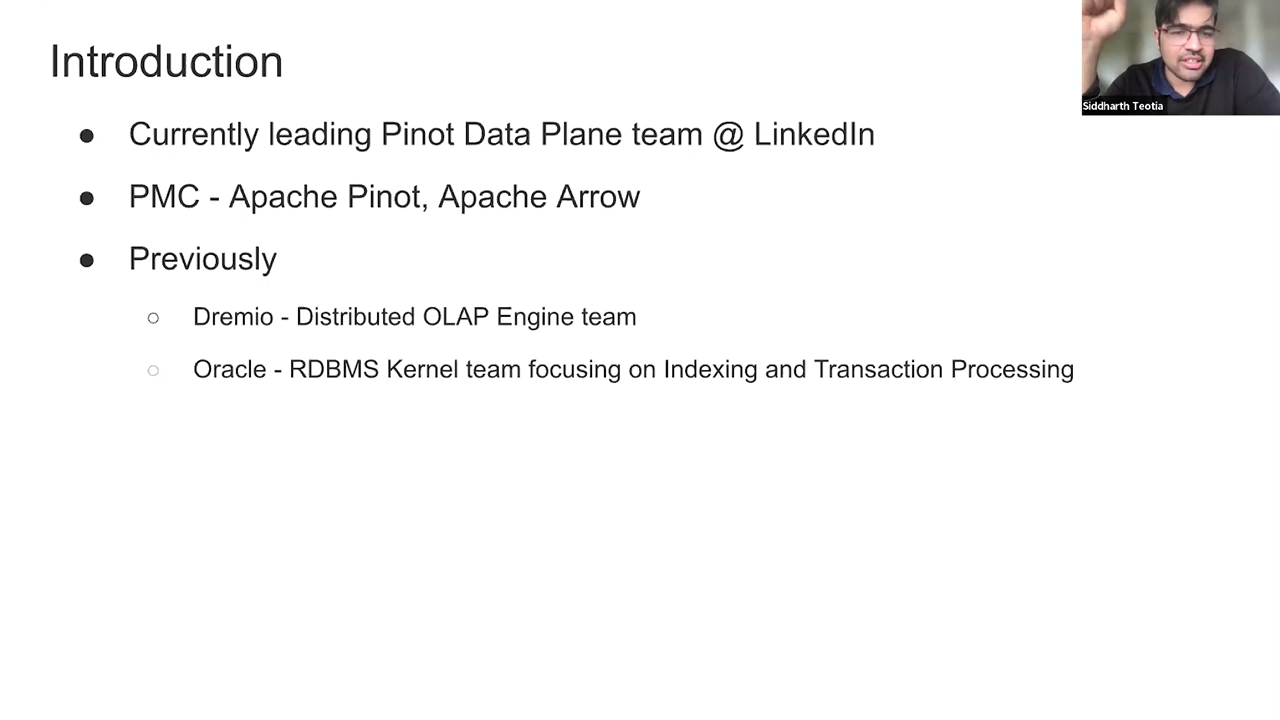 Introduction
● Currently leading Pinot Data Plane team @ LinkedIn
● PMC - Apache Pinot, Apache Arrow
● Previously
○ Dremio - Distributed OLAP Engine team
○ Oracle - RDBMS Kernel team focusing on Indexing and Transaction Processing
Siddharth Teotia